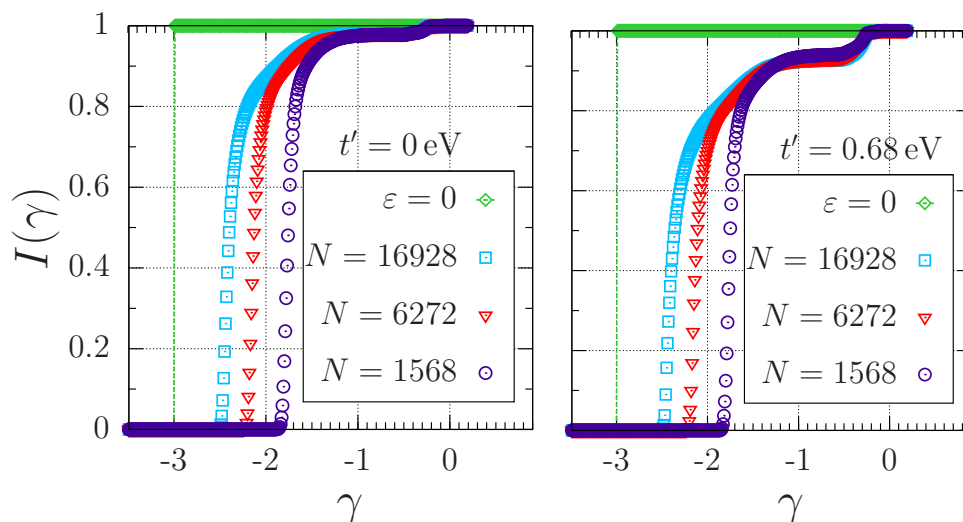 1
0.8
0.6
0.4
0.2
0
I(γ)
t′ = 0 eV
ε = 0
N = 16928
N = 6272
N = 1568
-3 -2 -1 0
γ
t′ = 0.68 eV
ε = 0
N = 16928
N = 6272
N = 1568
-3 -2 -1 0
γ